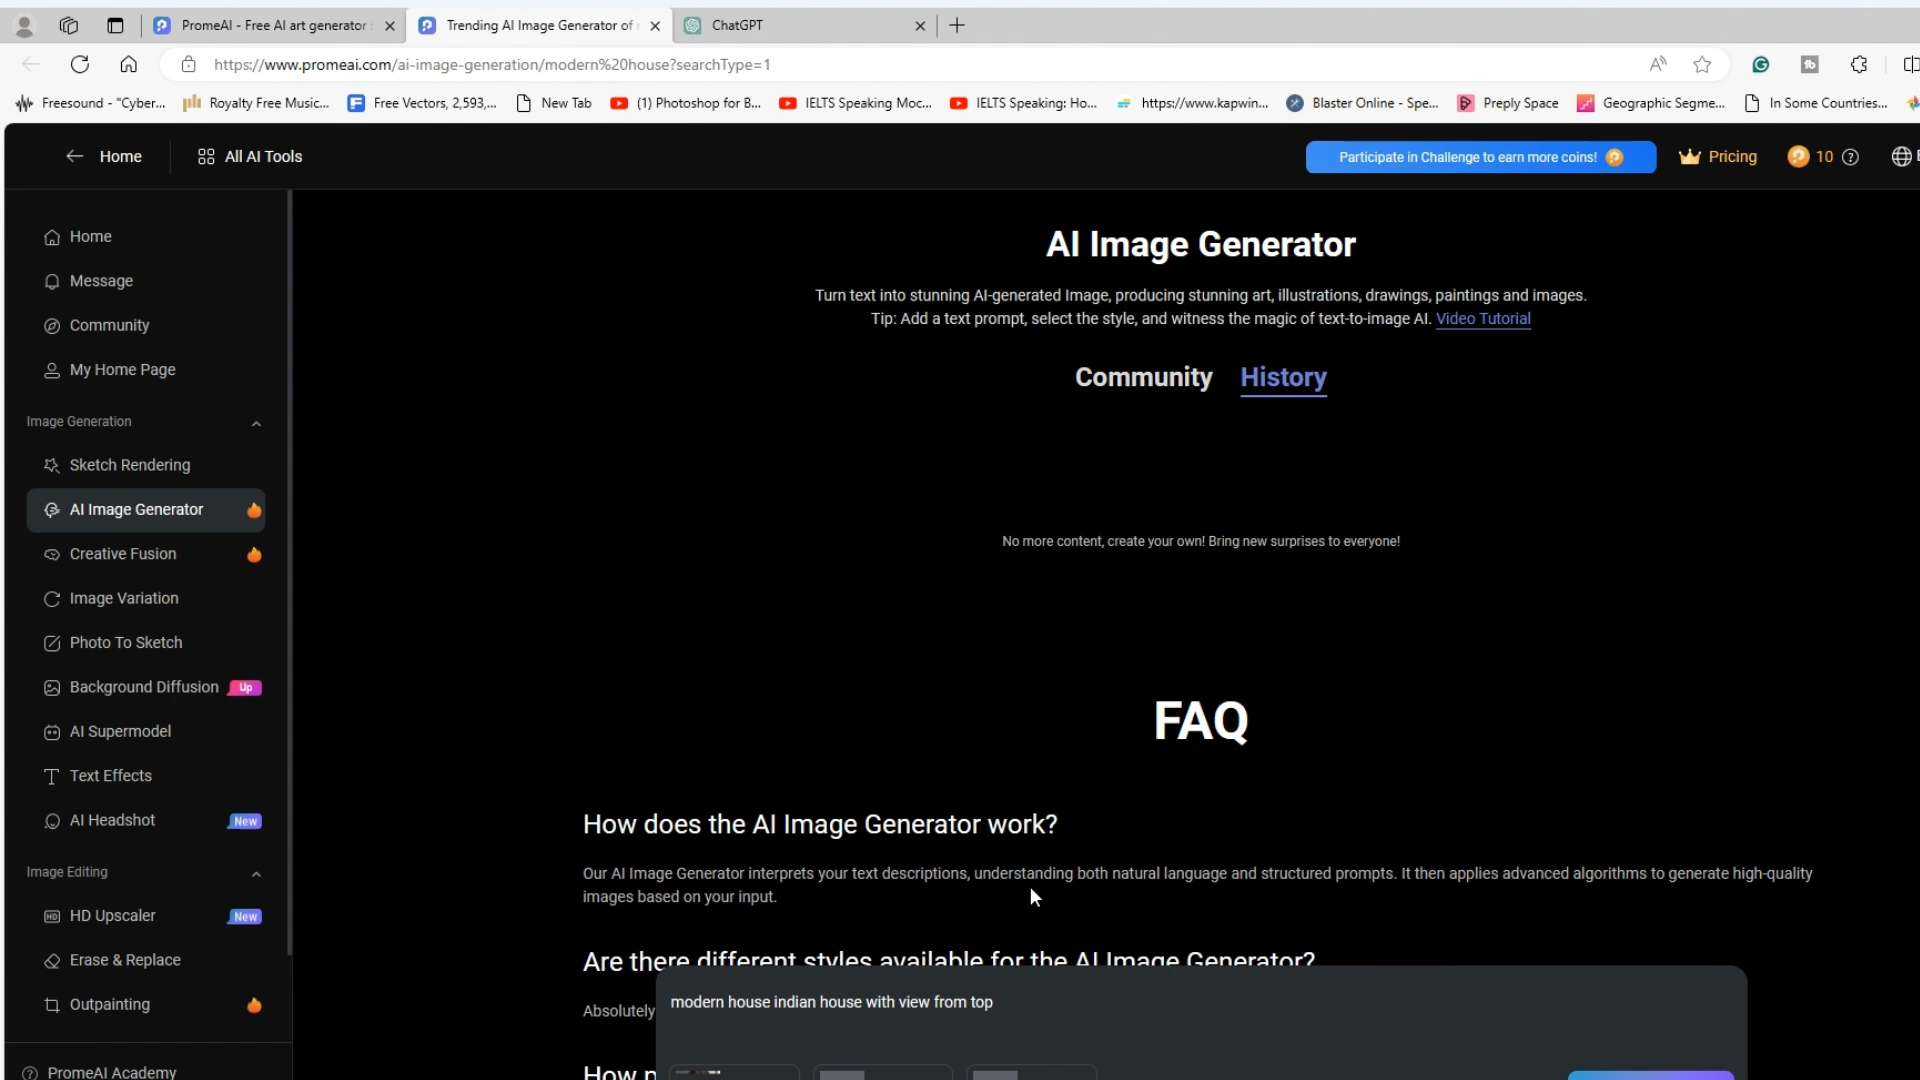 PromeAI - Free AI art generator
Trending AI Image Generator of
ChatGPT
https://www.promeai.com/ai-image-generation/modern%20house?searchType=1
Freesound - "Cyber...
Royalty Free Music...
Free Vectors, 2,593,...
New Tab
(1) Photoshop for B...
IELTS Speaking Moc...
IELTS Speaking: Ho...
https://www.kapwin...
Blaster Online - Spe...
Preply Space
Geographic Segme...
In Some Countries...
Home
All AI Tools
Participate in Challenge to earn more coins!
Pricing
10
Home
Message
Community
My Home Page
Image Generation
Sketch Rendering
AI Image Generator
Creative Fusion
Image Variation
Photo To Sketch
Background Diffusion Up
AI Supermodel
Text Effects
AI Headshot New
Image Editing
HD Upscaler New
Erase & Replace
Outpainting
PromeAI Academy
AI Image Generator
Turn text into stunning AI-generated Image, producing stunning art, illustrations, drawings, paintings and images.
Tip: Add a text prompt, select the style, and witness the magic of text-to-image AI. Video Tutorial
Community History
No more content, create your own! Bring new surprises to everyone!
FAQ
How does the AI Image Generator work?
Our AI Image Generator interprets your text descriptions, understanding both natural language and structured prompts. It then applies advanced algorithms to generate high-quality
images based on your input.
Are there different styles available for the AI Image Generator?
Absolutely
modern house indian house with view from top
How